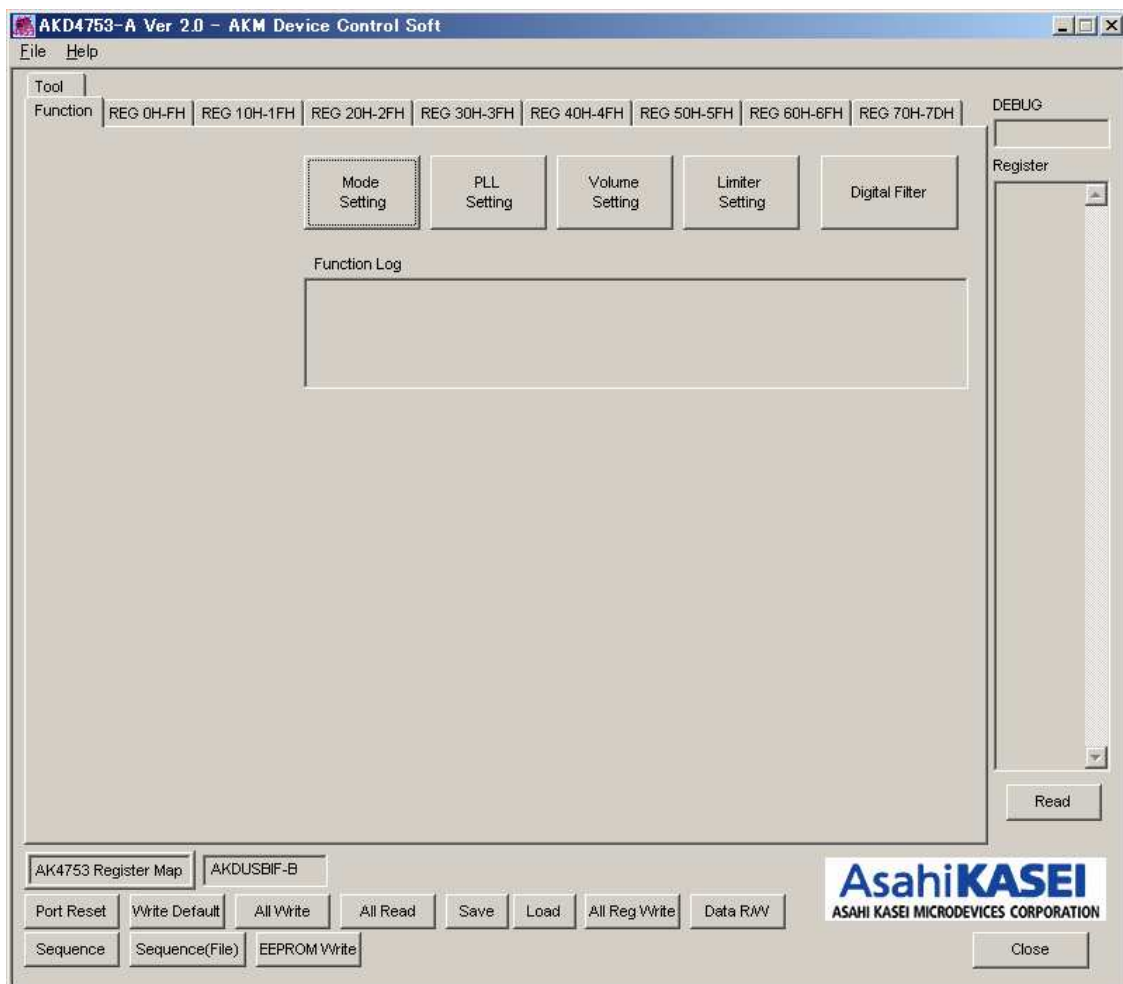 AKD4753-A Ver 2.0 - AKM Device Control Soft
File Help
Tool
Function REG 0H-FH REG 10H-1FH REG 20H-2FH REG 30H-3FH REG 40H-4FH REG 50H-5FH REG 60H-6FH REG 70H-7DH
DEBUG
Register
Mode
Setting
PLL
Setting
Volume
Setting
Limiter
Setting
Digital Filter
Function Log
Read
AK4753 Register Map AKDUSBIF-B
AsahiKASEI
ASAHI KASEI MICRODEVICES CORPORATION
Port Reset Write Default All Write All Read Save Load All Reg Write Data R/W
Sequence Sequence(File) EEPROM Write Close